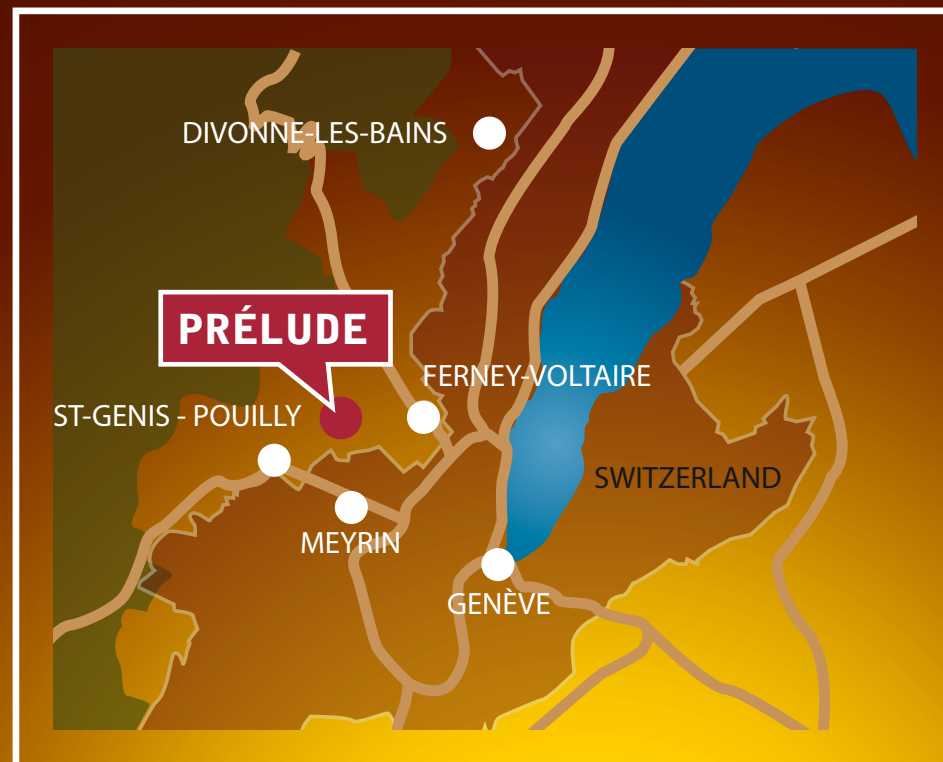 DIVONNE-LES-BAINS
PRÉLUDE
FERNEY-VOLTAIRE
ST-GENIS - POUILLY
SWITZERLAND
MEYRIN
GENÈVE